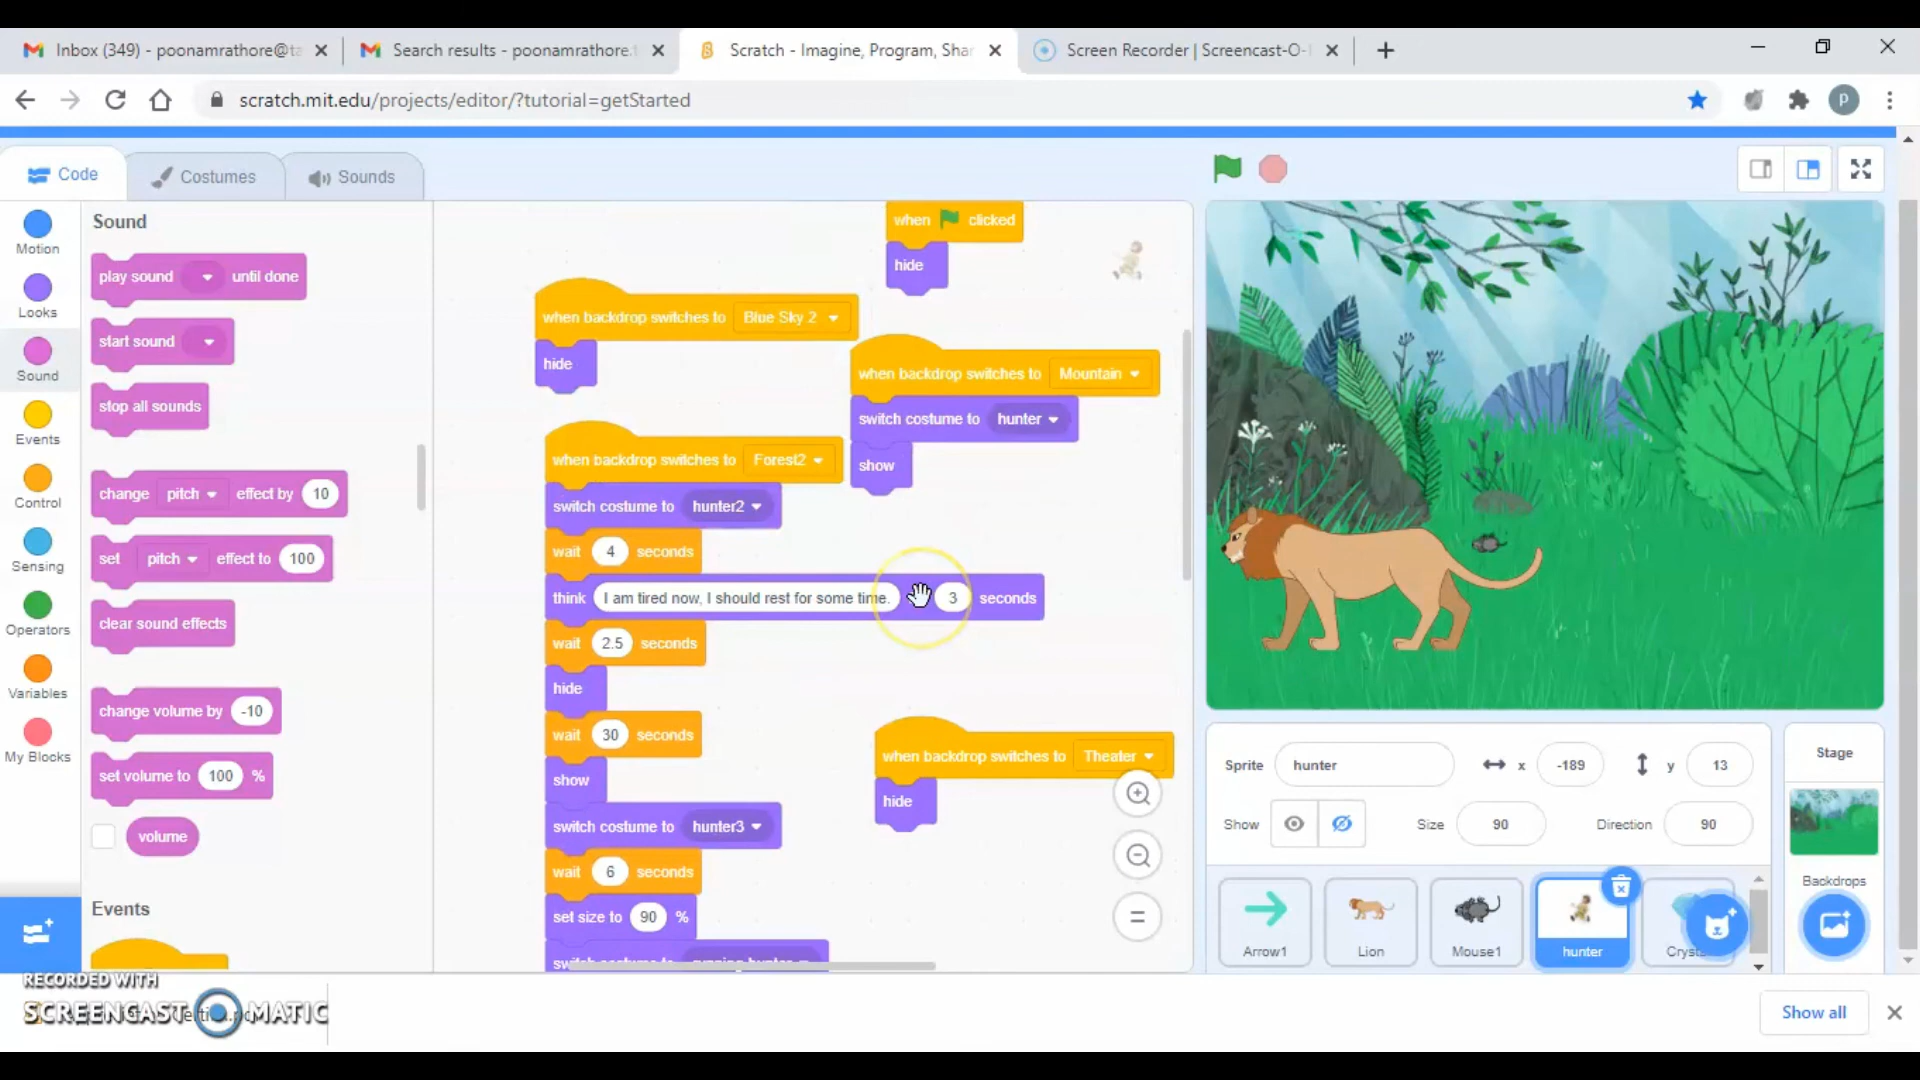 Inbox (349) - poonamrathore@ta
Search results - poonamrathore.t
Scratch - Imagine, Program, Shar
Screen Recorder | Screencast-O-
scratch.mit.edu/projects/editor/?tutorial=getStarted
P
Code
Costumes
Sounds
Motion
Looks
Sound
Events
Control
Sensing
Operators
Variables
My Blocks
Sound
play sound until done
start sound
stop all sounds
change pitch effect by 10
set pitch effect to 100
clear sound effects
change volume by -10
set volume to 100 %
volume
Events
when clicked
hide
when backdrop switches to Blue Sky 2
hide
when backdrop switches to Mountain
switch costume to hunter
show
when backdrop switches to Forest2
switch costume to hunter2
wait 4 seconds
think I am tired now, I should rest for some time. 3 seconds
wait 2.5 seconds
hide
wait 30 seconds
show
switch costume to hunter3
wait 6 seconds
set size to 90 %
switch costume to running hunter
when backdrop switches to Theater
hide
Sprite hunter x -189 y 13
Show Size 90 Direction 90
Stage
Backdrops
Arrow1
Lion
Mouse1
hunter
Cryst
RECORDED WITH
SCREENCAST MATIC
Show all